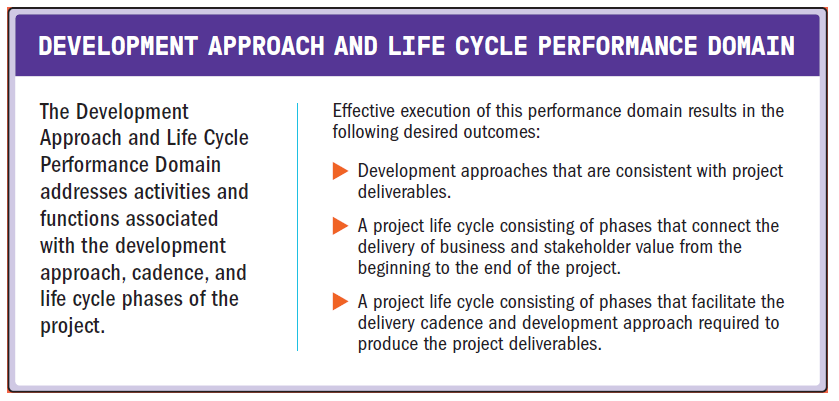 DEVELOPMENT APPROACH AND LIFE CYCLE PERFORMANCE DOMAIN
The Development
Approach and Life Cycle
Performance Domain
addresses activities and
functions associated
with the development
approach, cadence, and
life cycle phases of the
project.
Effective execution of this performance domain results in the
following desired outcomes:
Development approaches that are consistent with project
deliverables.
A project life cycle consisting of phases that connect the
delivery of business and stakeholder value from the
beginning to the end of the project.
A project life cycle consisting of phases that facilitate the
delivery cadence and development approach required to
produce the project deliverables.